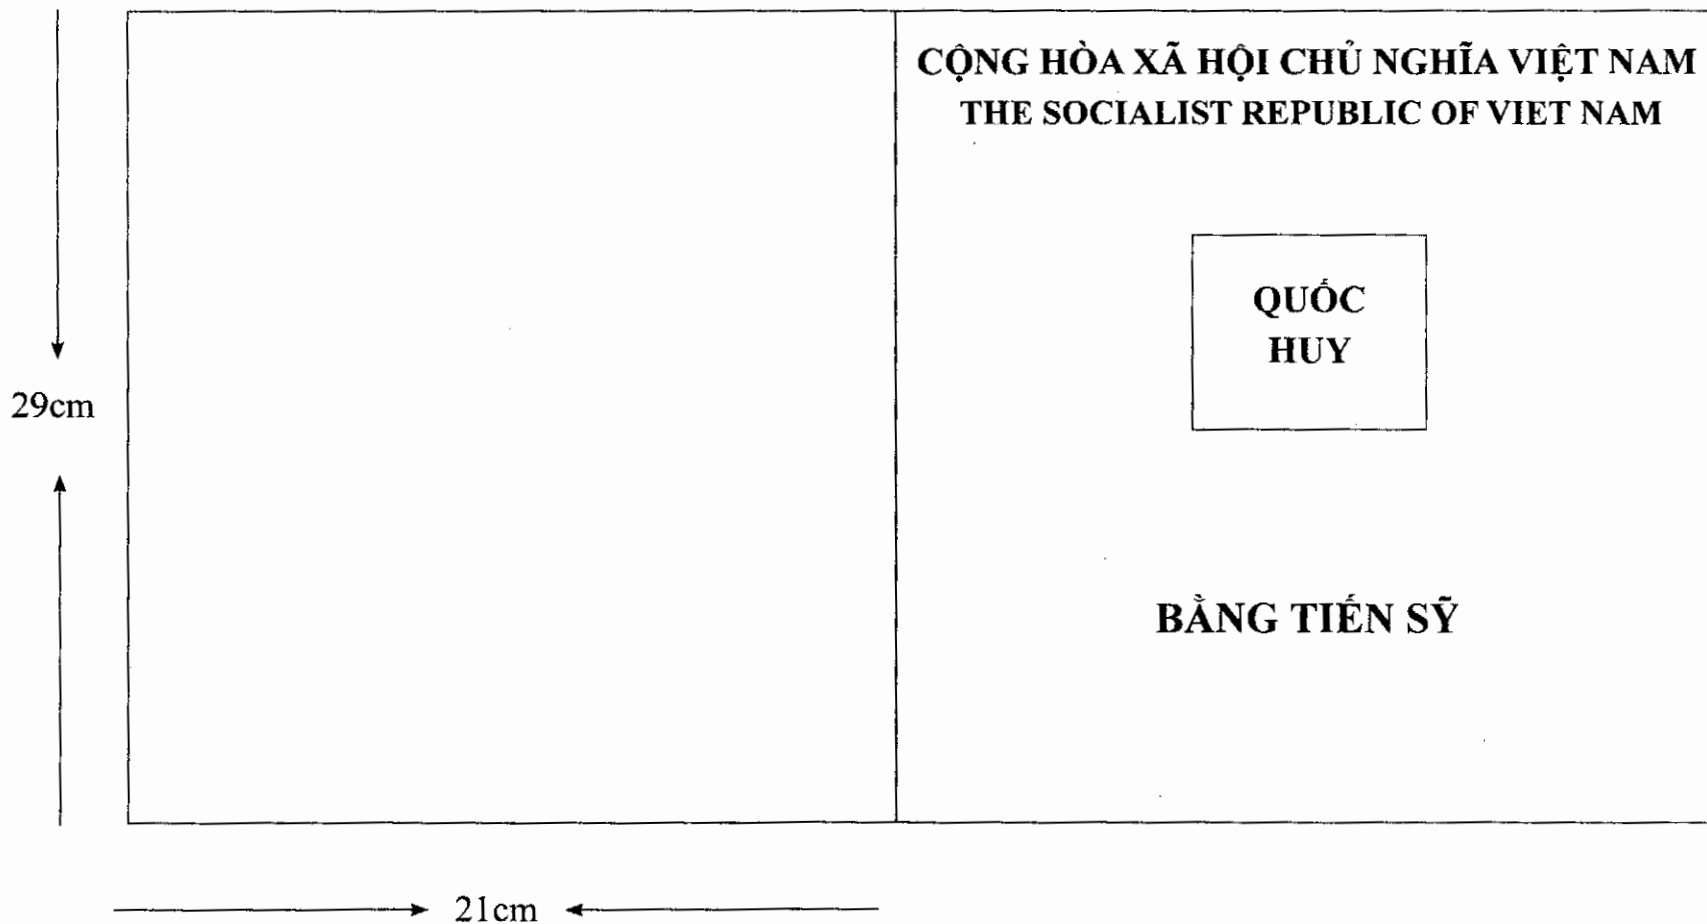 CỘNG HÒA XÃ HỘI CHỦ NGHĨA VIỆT NAM
THE SOCIALIST REPUBLIC OF VIET NAM
QUỐC
HUY
29cm
BẰNG TIẾN SỸ
21cm